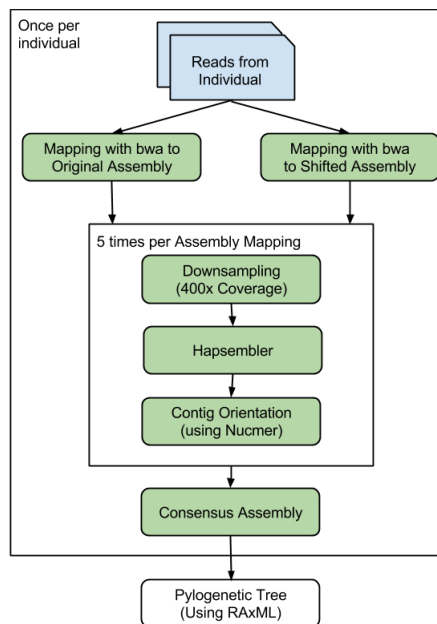 Once per
individual
Reads from
Individual
Mapping with bwa to
Original Assembly
Mapping with bwa
to Shifted Assembly
5 times per Assembly Mapping
Downsampling
(400x Coverage)
Hapsembler
Contig Orientation
(using Nucmer)
Consensus Assembly
Pylogenetic Tree
(Using RAxML)